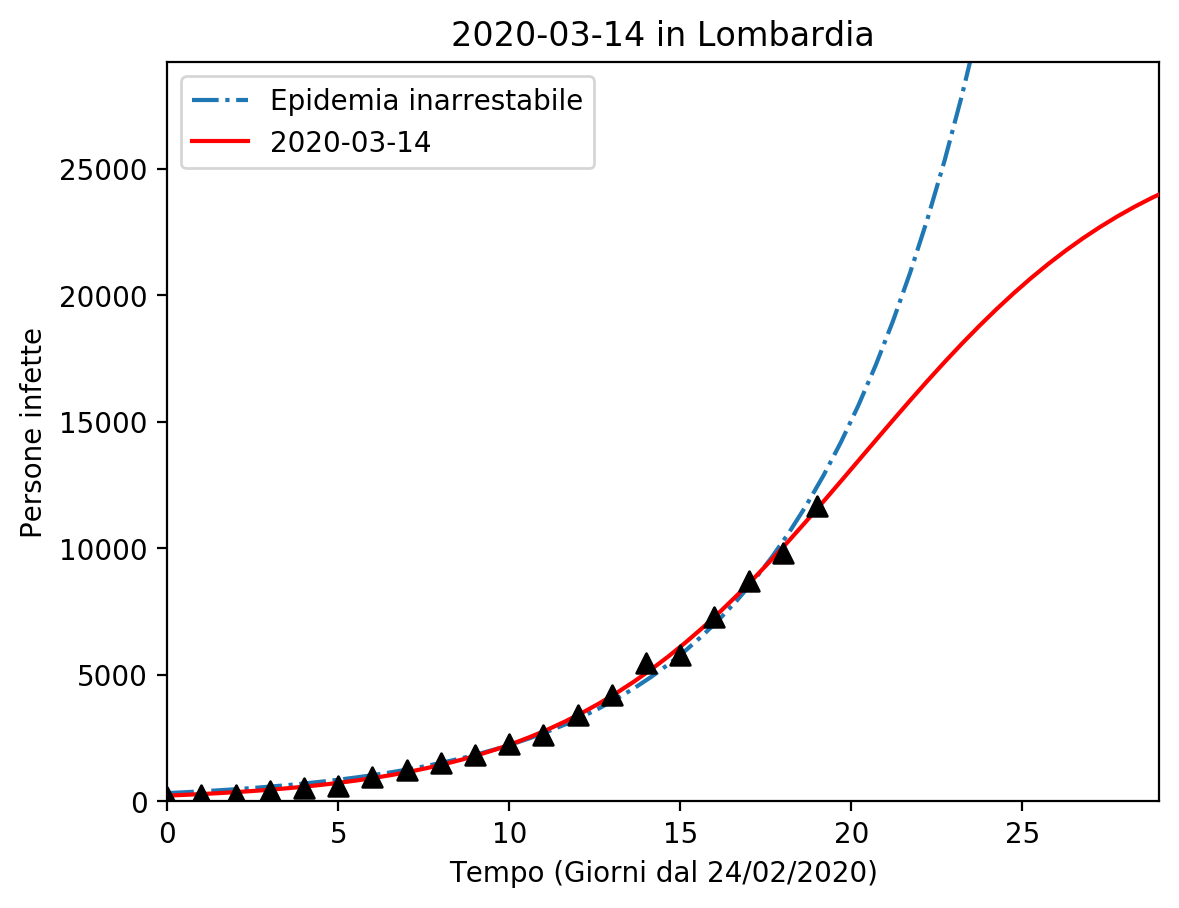 2020-03-14 in Lombardia
Epidemia inarrestabile
2020-03-14
25000
20000
15000
10000
5000
0
Persone infette
0 5 10 15 20 25
Tempo (Giorni dal 24/02/2020)